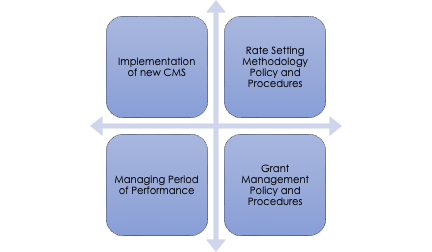 Implementation
of new CMS
Rate Setting
Methodology
Policy and
Procedures
Managing Period
of Performance
Grant
Management
Policy and
Procedures